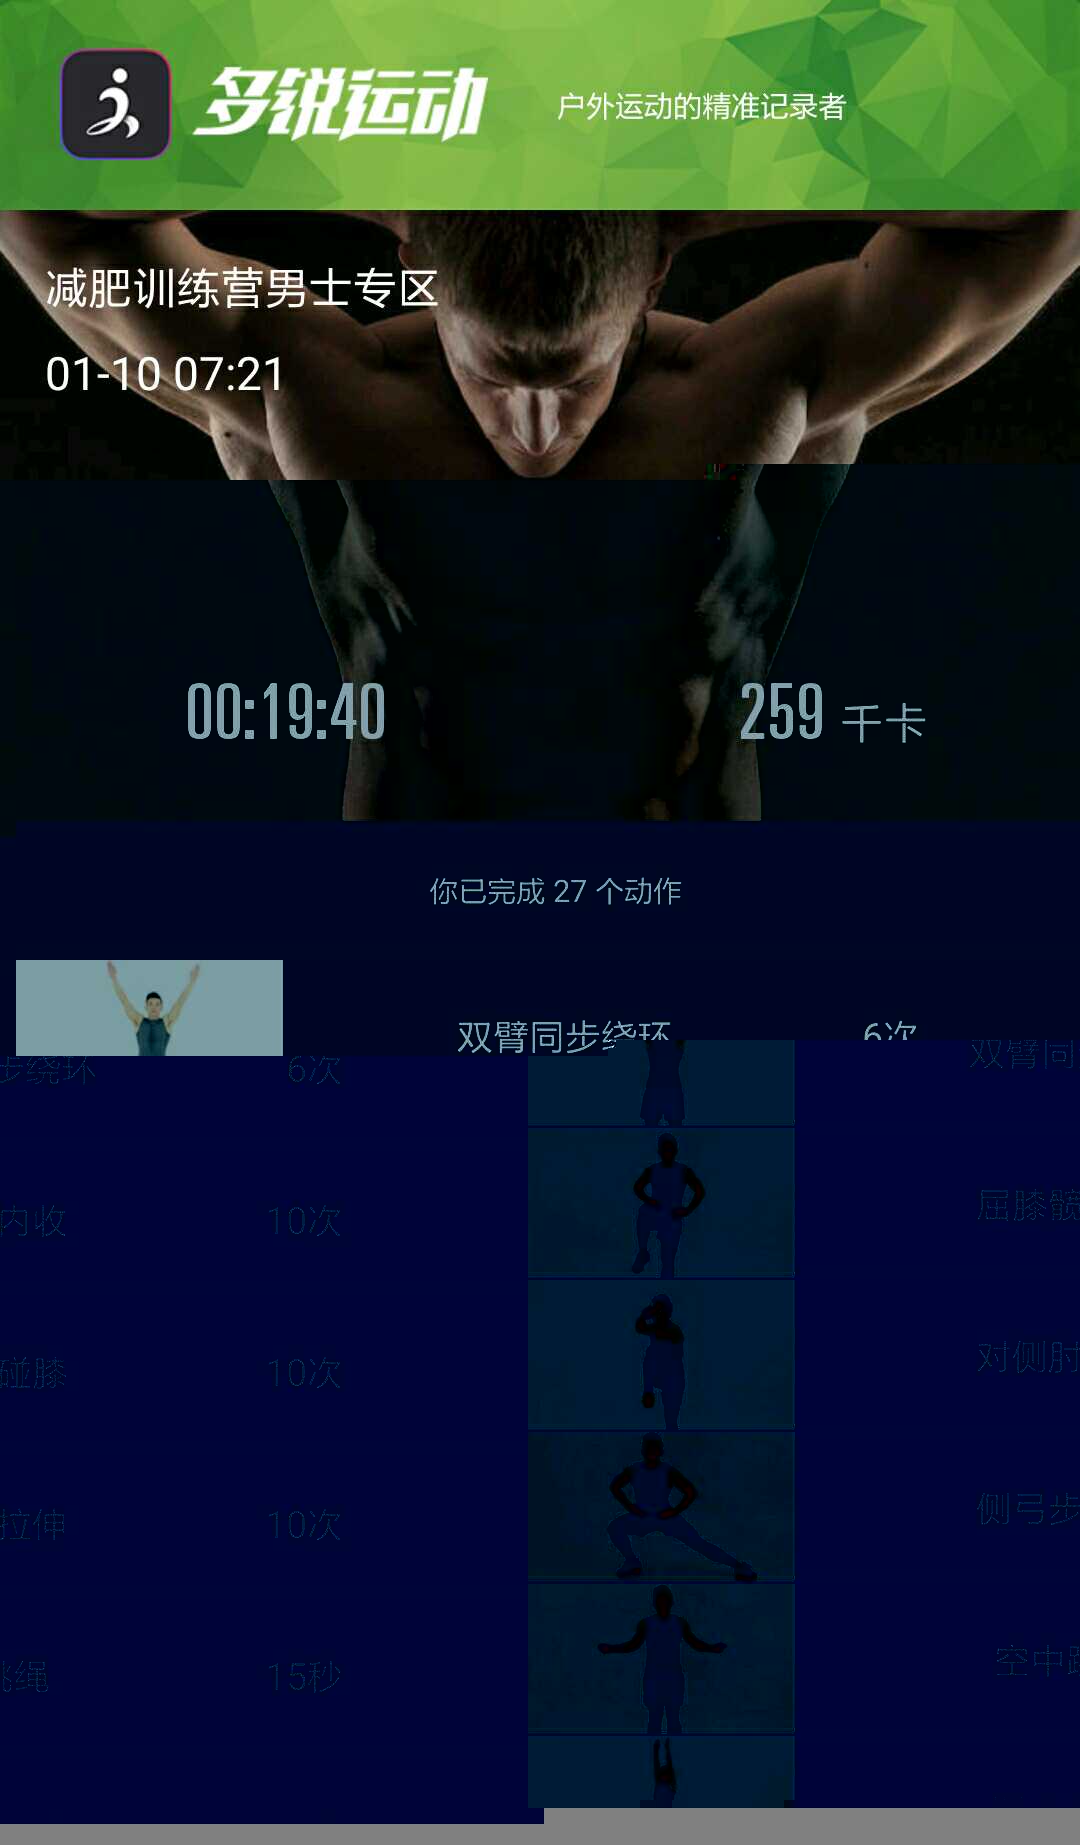 多锐运动
户外运动的精准记录者
减肥训练营男士专区
01-10 07:21
00:19:40
259 千卡
你已完成 27 个动作
双臂同步绕环 6次
步绕环 6次 双臂同
内收 10次 屈膝髋
碰膝 10次 对侧肘
拉伸 10次 侧弓步
跳绳 15秒 空中跳